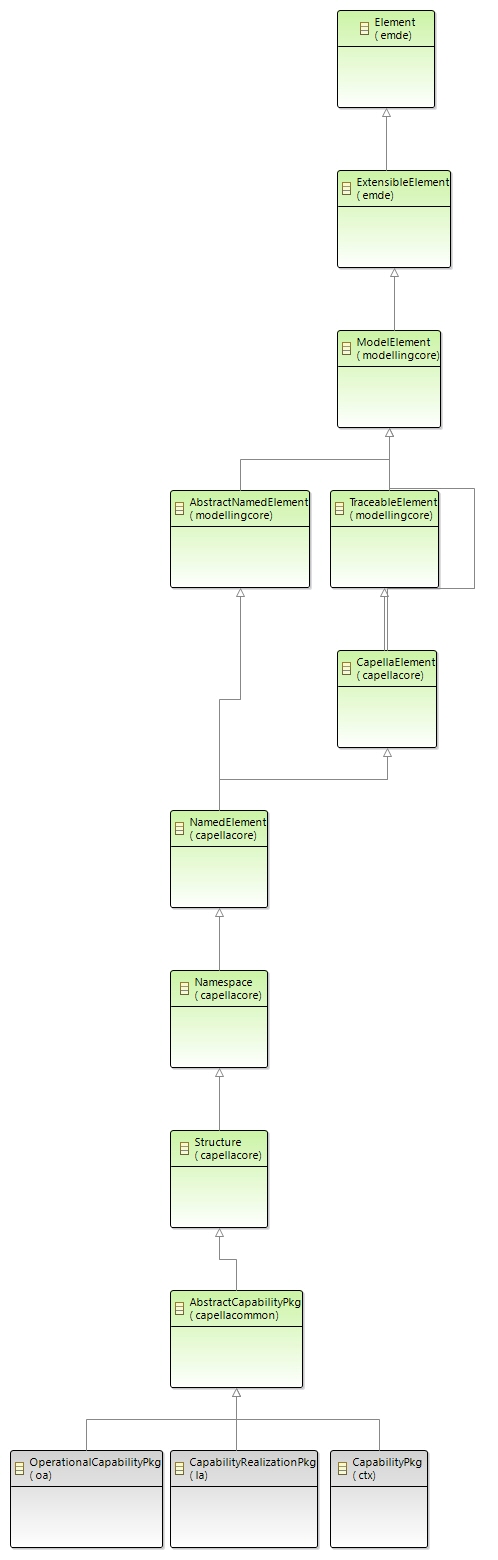 Element
( emde)
ExtensibleElement
( emde)
ModelElement
( modellingcore)
AbstractNamedElement
( modellingcore)
TraceableElement
( modellingcore)
CapellaElement
( capellacore)
NamedElement
( capellacore)
Namespace
( capellacore)
Structure
( capellacore)
AbstractCapabilityPkg
( capellacommon)
OperationalCapabilityPkg
( oa)
CapabilityRealizationPkg
( la)
CapabilityPkg
( ctx)